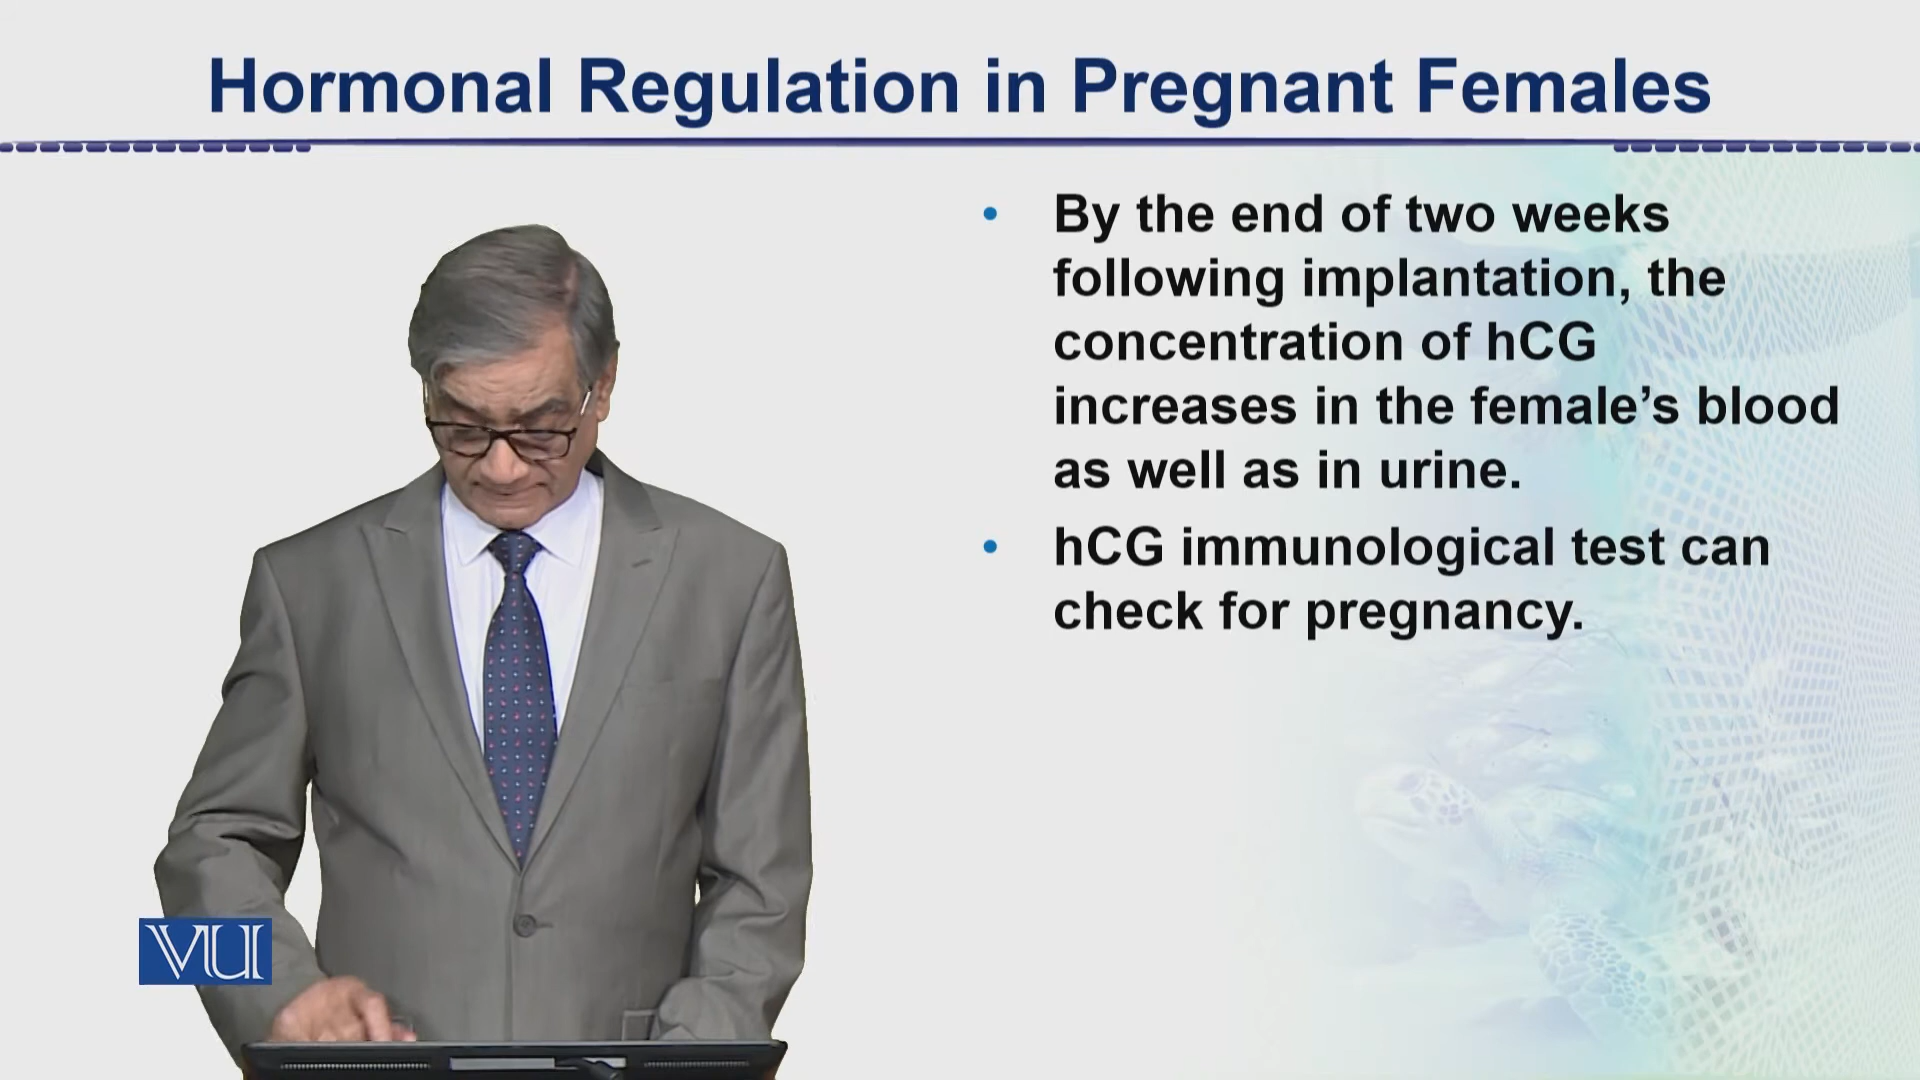 Hormonal Regulation in Pregnant Females
• By the end of two weeks
following implantation, the
concentration of hCG
increases in the female’s blood
as well as in urine.
• hCG immunological test can
check for pregnancy.
VU